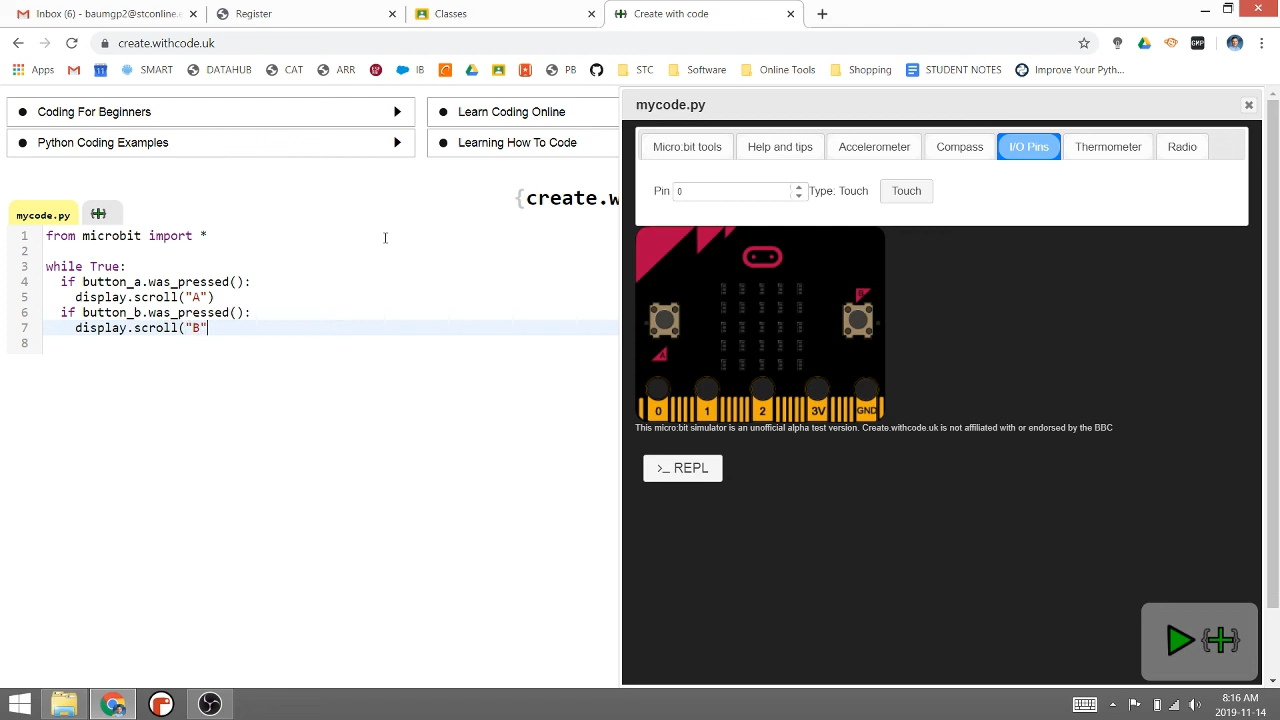 Inbox (6) - baumgp2@stconline.
Register
Classes
Create with code
create.withcode.uk
GMP
Apps
SMART
DATAHUB
CAT
ARR
IB
PB
STC
Software
Online Tools
Shopping
STUDENT NOTES
Improve Your Pyth...
Coding For Beginners
Learn Coding Online
Python Coding Examples
Learning How To Code
{create.w
mycode.py
1 from microbit import *
2
3 while True:
4 if button_a.was_pressed():
5 display.scroll("A")
6 if button_b.was_pressed():
7 display.scroll("B"
8
mycode.py
Micro:bit tools
Help and tips
Accelerometer
Compass
I/O Pins
Thermometer
Radio
Pin 0 Type: Touch Touch
B
A
0 1 2 3V GND
This micro:bit simulator is an unofficial alpha test version. Create.withcode.uk is not affiliated with or endorsed by the BBC
>_ REPL
8:16 AM
2019-11-14